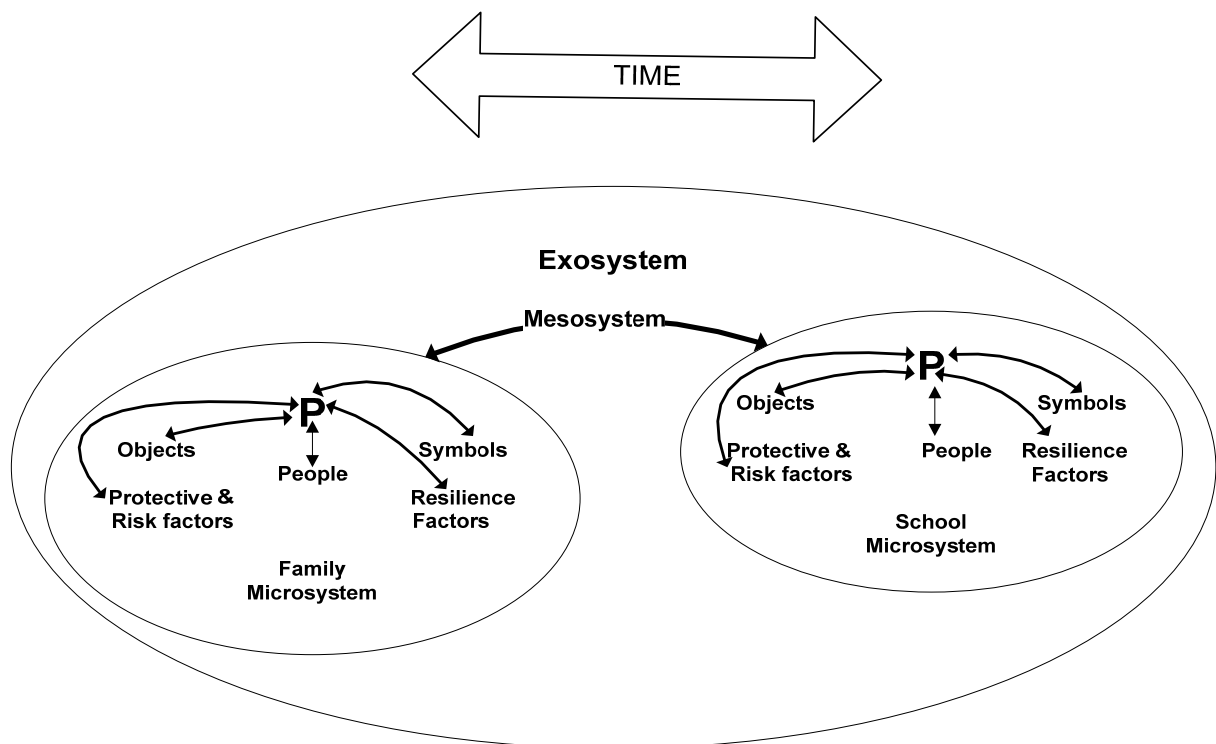 TIME
Exosystem
Mesosystem
P
Objects
Symbols
People
Protective &
Risk factors
Resilience
Factors
Family
Microsystem
P
Objects
Symbols
Protective &
Risk factors
People
Resilience
Factors
School
Microsystem